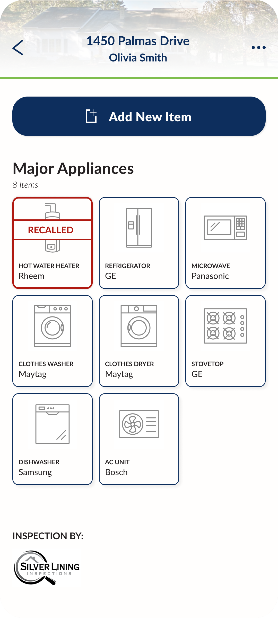 1450 Palmas Drive
Olivia Smith
Add New Item
Major Appliances
8 Items
RECALLED
HOT WATER HEATER
Rheem
REFRIGERATOR
GE
MICROWAVE
Panasonic
CLOTHES WASHER
Maytag
CLOTHES DRYER
Maytag
STOVETOP
GE
DISHWASHER
Samsung
AC UNIT
Bosch
INSPECTION BY:
SILVER LINING
INSPECTIONS